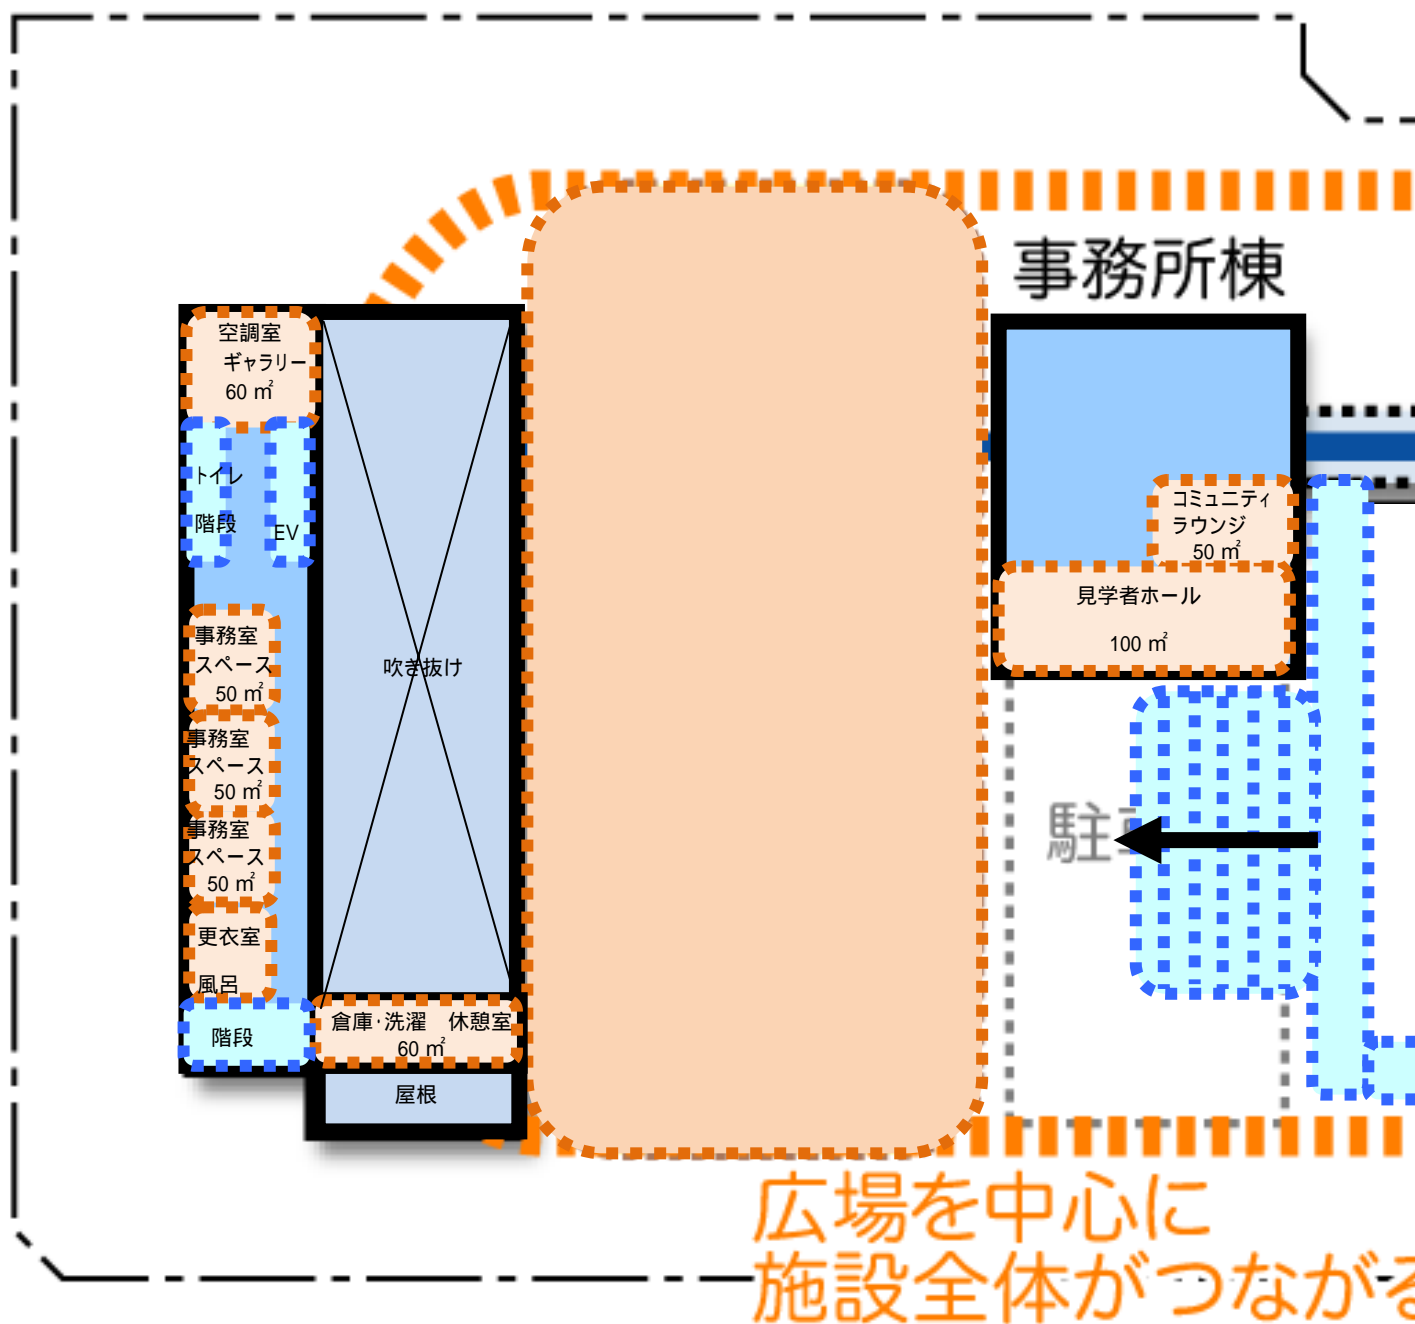 事務所棟
空調室
ギャラリー
60 ㎡
トイレ
階段
EV
事務室
スペース
50 ㎡
事務室
スペース
50 ㎡
事務室
スペース
50 ㎡
更衣室
風呂
階段
吹き抜け
倉庫・洗濯　休憩室
60 ㎡
屋根
コミュニティ
ラウンジ
50 ㎡
見学者ホール
100 ㎡
駐
広場を中心に
施設全体がつながる